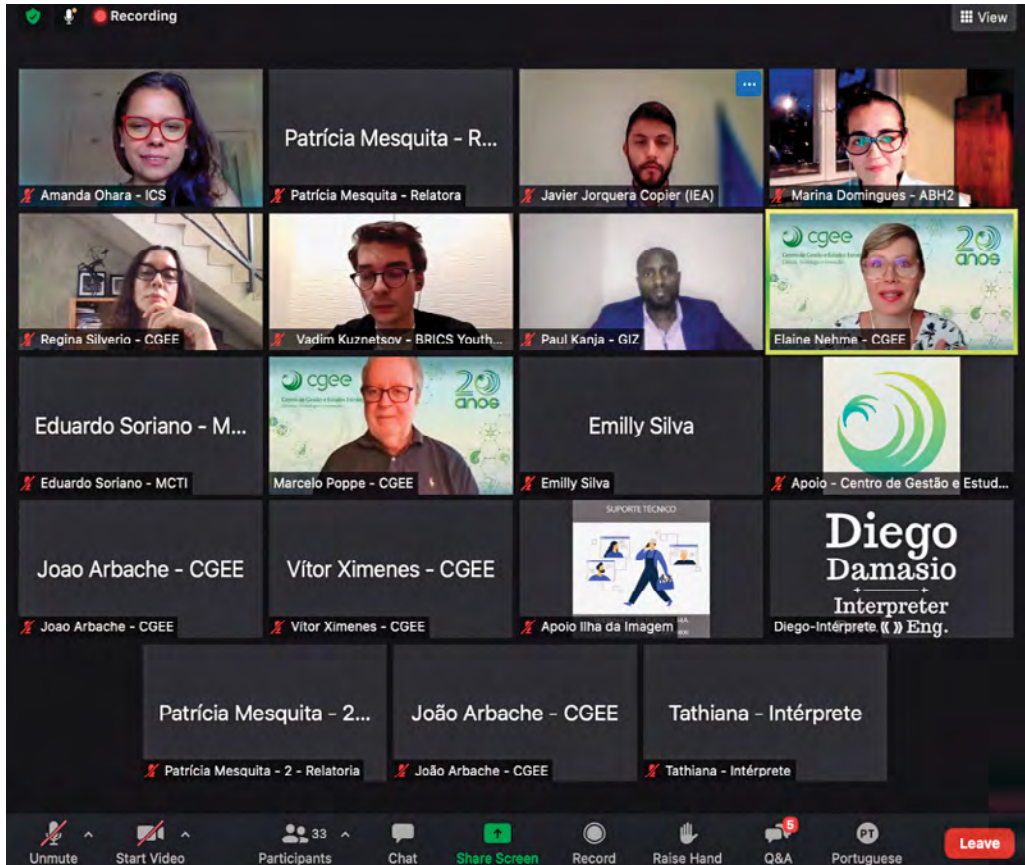 Recording
View
Amanda Ohara - ICS
Patrícia Mesquita - R...
Patrícia Mesquita - Relatora
Javier Jorquera Copier (IEA)
Marina Domingues - ABH2
Regina Silverio - CGEE
Vadim Kuznetsov - BRICS Youth...
Paul Kanja - GIZ
cgee
20
anos
Elaine Nehme - CGEE
Eduardo Soriano - M...
Eduardo Soriano - MCTI
cgee
20
anos
Marcelo Poppe - CGEE
Emilly Silva
Emilly Silva
Apoio - Centro de Gestão e Estud...
Joao Arbache - CGEE
Joao Arbache - CGEE
Vítor Ximenes - CGEE
Vítor Ximenes - CGEE
SUPORTE TÉCNICO
Apoio Ilha da Imagem
Diego
Damasio
Interpreter
Eng.
Diego-Intérprete
Patrícia Mesquita - 2...
Patrícia Mesquita - 2 - Relatoria
João Arbache - CGEE
João Arbache - CGEE
Tathiana - Intérprete
Tathiana - Intérprete
Unmute
Start Video
33
Participants
Chat
Share Screen
Record
Raise Hand
5
Q&A
PT
Portuguese
Leave